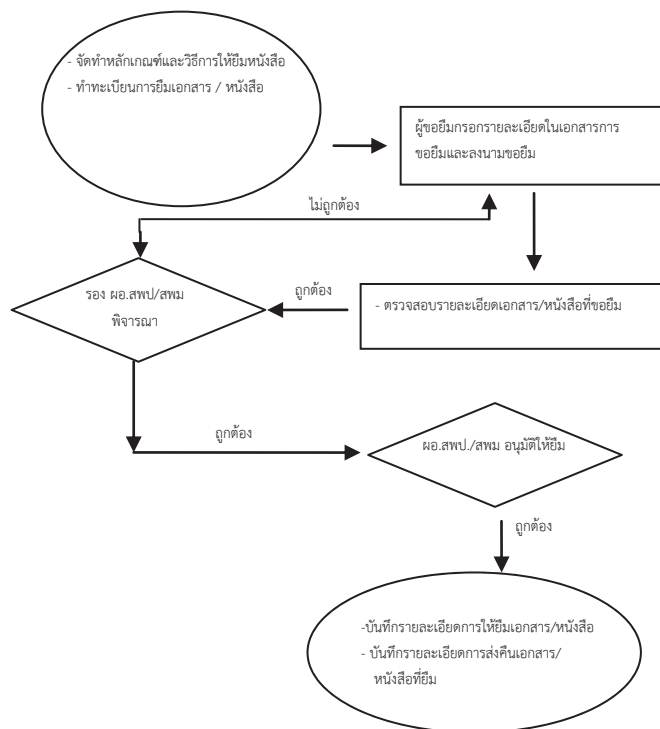 - จัดทำหลักเกณฑ์และวิธีการให้ยืมหนังสือ
- ทำทะเบียนการยืมเอกสาร / หนังสือ
ผู้ขอยืมกรอกรายละเอียดในเอกสารการ
ขอยืมและลงนามขอยืม
ไม่ถูกต้อง
รอง ผอ.สพป/สพม
พิจารณา
ถูกต้อง
- ตรวจสอบรายละเอียดเอกสาร/หนังสือที่ขอยืม
ถูกต้อง
ผอ.สพป./สพม อนุมัติให้ยืม
ถูกต้อง
-บันทึกรายละเอียดการให้ยืมเอกสาร/หนังสือ
- บันทึกรายละเอียดการส่งคืนเอกสาร/
หนังสือที่ยืม